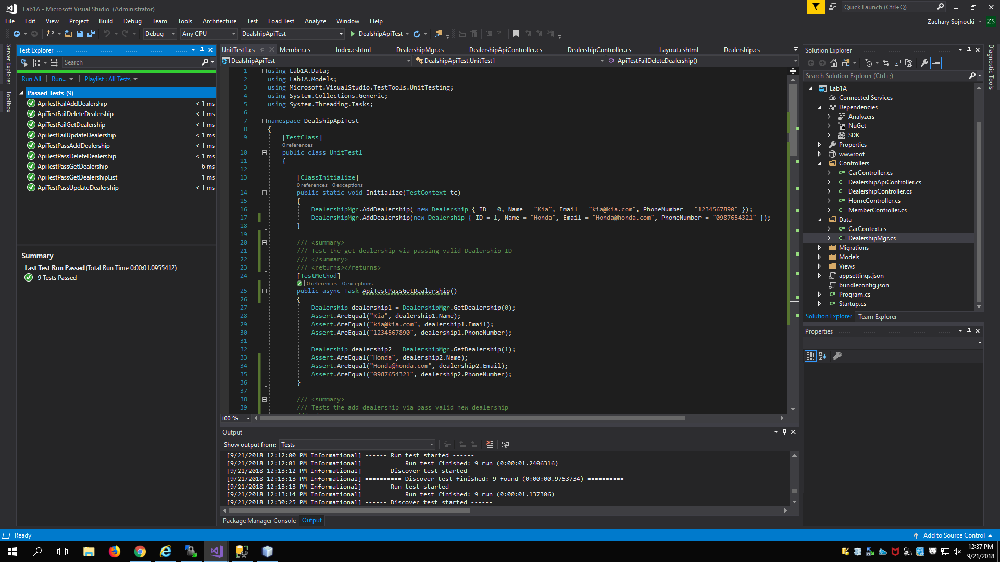 Lab1A - Microsoft Visual Studio (Administrator)
Quick Launch (Ctrl+Q)
File Edit View Project Build Debug Team Tools Architecture Test Load Test Analyze Window Help
Zachary Sojnocki ZS
Debug Any CPU DealshipApiTest DealshipApiTest
Server Explorer
Toolbox
Test Explorer
Search
Run All | Run... | Playlist : All Tests
Passed Tests (9)
ApiTestFailAddDealership < 1 ms
ApiTestFailDeleteDealership < 1 ms
ApiTestFailGetDealership < 1 ms
ApiTestFailUpdateDealership < 1 ms
ApiTestPassAddDealership < 1 ms
ApiTestPassDeleteDealership < 1 ms
ApiTestPassGetDealership 6 ms
ApiTestPassGetDealershipList 1 ms
ApiTestPassUpdateDealership < 1 ms
Summary
Last Test Run Passed (Total Run Time 0:00:01.0955412)
9 Tests Passed
UnitTest1.cs Member.cs Index.cshtml DealershipMgr.cs DealershipApiController.cs DealershipController.cs _Layout.cshtml Dealership.cs
DealshipApiTest DealshipApiTest.UnitTest1 ApiTestFailDeleteDealership()
1 using Lab1A.Data;
2 using Lab1A.Models;
3 using Microsoft.VisualStudio.TestTools.UnitTesting;
4 using System.Collections.Generic;
5 using System.Threading.Tasks;
6
7 namespace DealshipApiTest
8 {
9 [TestClass]
0 references
10 public class UnitTest1
11 {
12
13 [ClassInitialize]
0 references | 0 exceptions
14 public static void Initialize(TestContext tc)
15 {
16 DealershipMgr.AddDealership( new Dealership { ID = 0, Name = "Kia", Email = "kia@kia.com", PhoneNumber = "1234567890" });
17 DealershipMgr.AddDealership(new Dealership { ID = 1, Name = "Honda", Email = "Honda@honda.com", PhoneNumber = "0987654321" });
18 }
19
20 /// <summary>
21 /// Test the get dealership via passing valid Dealership ID
22 /// </summary>
23 /// <returns></returns>
24 [TestMethod]
| 0 references | 0 exceptions
25 public async Task ApiTestPassGetDealership()
26 {
27 Dealership dealership1 = DealershipMgr.GetDealership(0);
28 Assert.AreEqual("Kia", dealership1.Name);
29 Assert.AreEqual("kia@kia.com", dealership1.Email);
30 Assert.AreEqual("1234567890", dealership1.PhoneNumber);
31
32 Dealership dealership2 = DealershipMgr.GetDealership(1);
33 Assert.AreEqual("Honda", dealership2.Name);
34 Assert.AreEqual("Honda@honda.com", dealership2.Email);
35 Assert.AreEqual("0987654321", dealership2.PhoneNumber);
36 }
37
38 /// <summary>
39 /// Tests the add dealership via pass valid new dealership
100 %
Output
Show output from: Tests
[9/21/2018 12:12:00 PM Informational] ------ Run test started ------
[9/21/2018 12:12:01 PM Informational] ========== Run test finished: 9 run (0:00:01.2406316) ==========
[9/21/2018 12:13:12 PM Informational] ------ Discover test started ------
[9/21/2018 12:13:13 PM Informational] ========== Discover test finished: 9 found (0:00:00.9753734) ==========
[9/21/2018 12:13:13 PM Informational] ------ Run test started ------
[9/21/2018 12:13:14 PM Informational] ========== Run test finished: 9 run (0:00:01.137306) ==========
[9/21/2018 12:30:25 PM Informational] ------ Discover test started ------
Package Manager Console Output
Solution Explorer
Search Solution Explorer (Ctrl+;)
Lab1A
Connected Services
Dependencies
Analyzers
NuGet
SDK
Properties
wwwroot
Controllers
CarController.cs
DealershipApiController.cs
DealershipController.cs
HomeController.cs
MemberController.cs
Data
CarContext.cs
DealershipMgr.cs
Migrations
Models
Views
appsettings.json
bundleconfig.json
Program.cs
Startup.cs
Solution Explorer Team Explorer
Properties
Diagnostic Tools
Ready
Add to Source Control
12:37 PM
9/21/2018